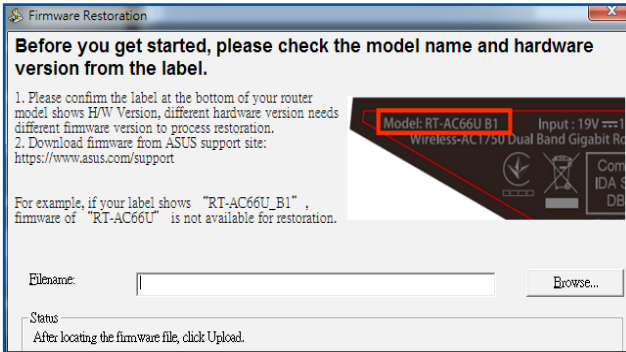 Firmware Restoration
Before you get started, please check the model name and hardware
version from the label.
1. Please confirm the label at the bottom of your router
model shows H/W Version, different hardware version needs
different firmware version to process restoration.
2. Download firmware from ASUS support site:
https://www.asus.com/support
For example, if your label shows “RT-AC66U_B1”,
firmware of “RT-AC66U” is not available for restoration.
Model: RT-AC66U B1 Input : 19V
Wireless-AC1750 Dual Band Gigabit
IDA
DB
Filename:
Browse...
Status
After locating the firmware file, click Upload.